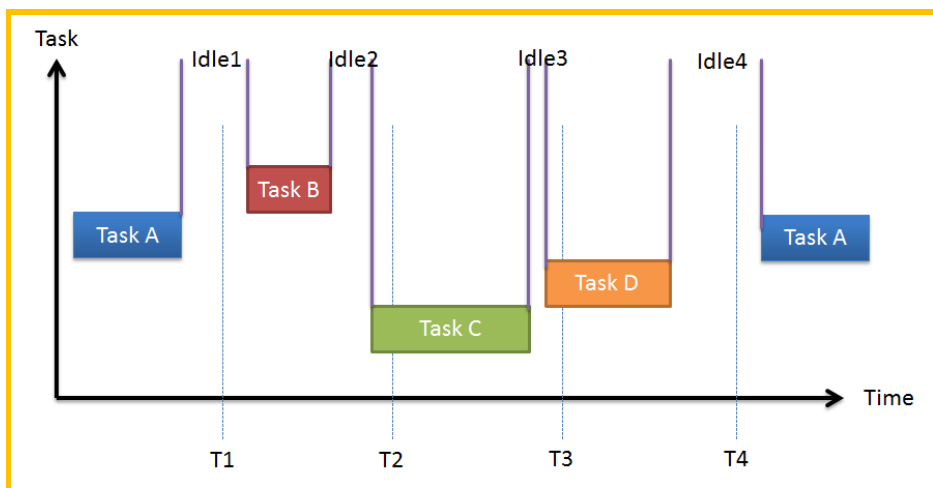 Task
Idle1
Idle2
Idle3
Idle4
Task B
Task A
Task A
Task D
Task C
Time
T1
T2
T3
T4